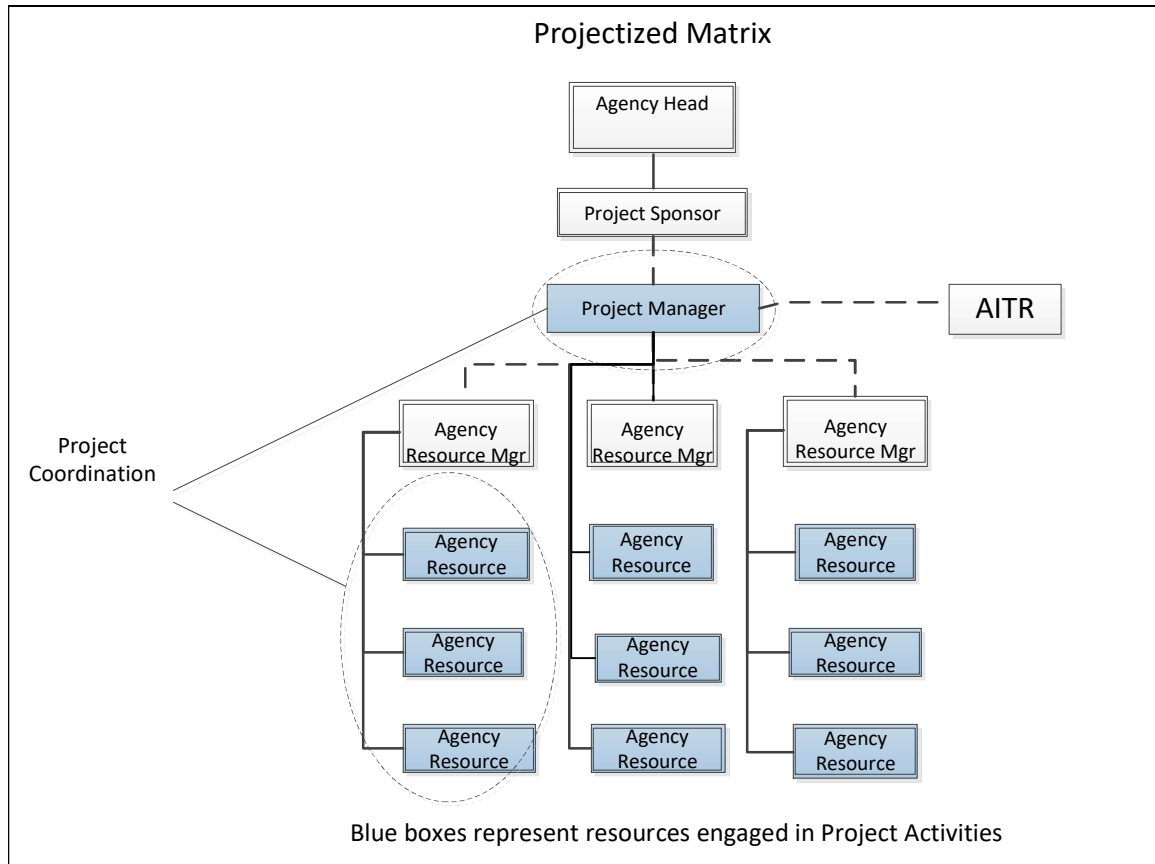 Projectized Matrix
Agency Head
Project Sponsor
Project Manager
AITR
Agency
Resource Mgr
Agency
Resource Mgr
Agency
Resource Mgr
Project
Coordination
Agency
Resource
Agency
Resource
Agency
Resource
Agency
Resource
Agency
Resource
Agency
Resource
Agency
Resource
Agency
Resource
Agency
Resource
Blue boxes represent resources engaged in Project Activities